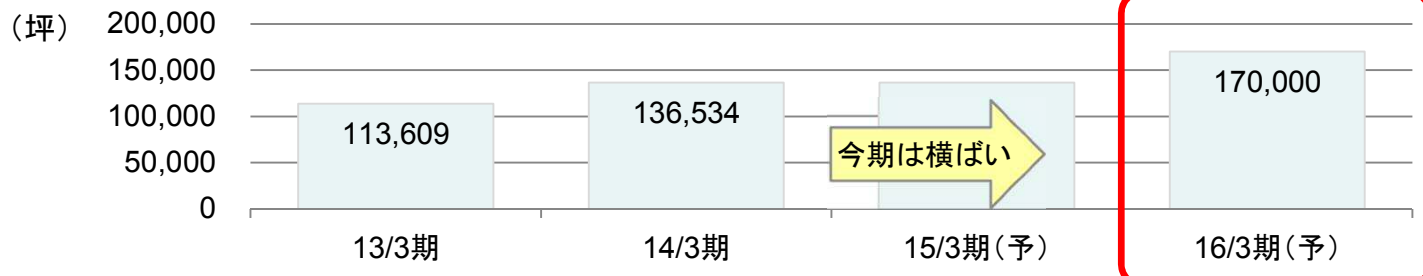 （坪）
200,000
150,000
100,000
50,000
0
113,609
136,534
今期は横ばい
170,000
13/3期
14/3期
15/3期（予）
16/3期（予）